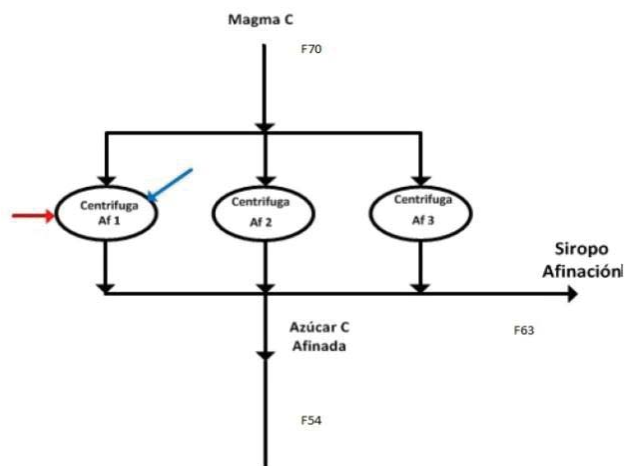 Magma C
F70
Centrifuga
Af 1
Centrifuga
Af 2
Centrifuga
Af 3
Siropo
Afinación
F63
Azúcar C
Afinada
F54